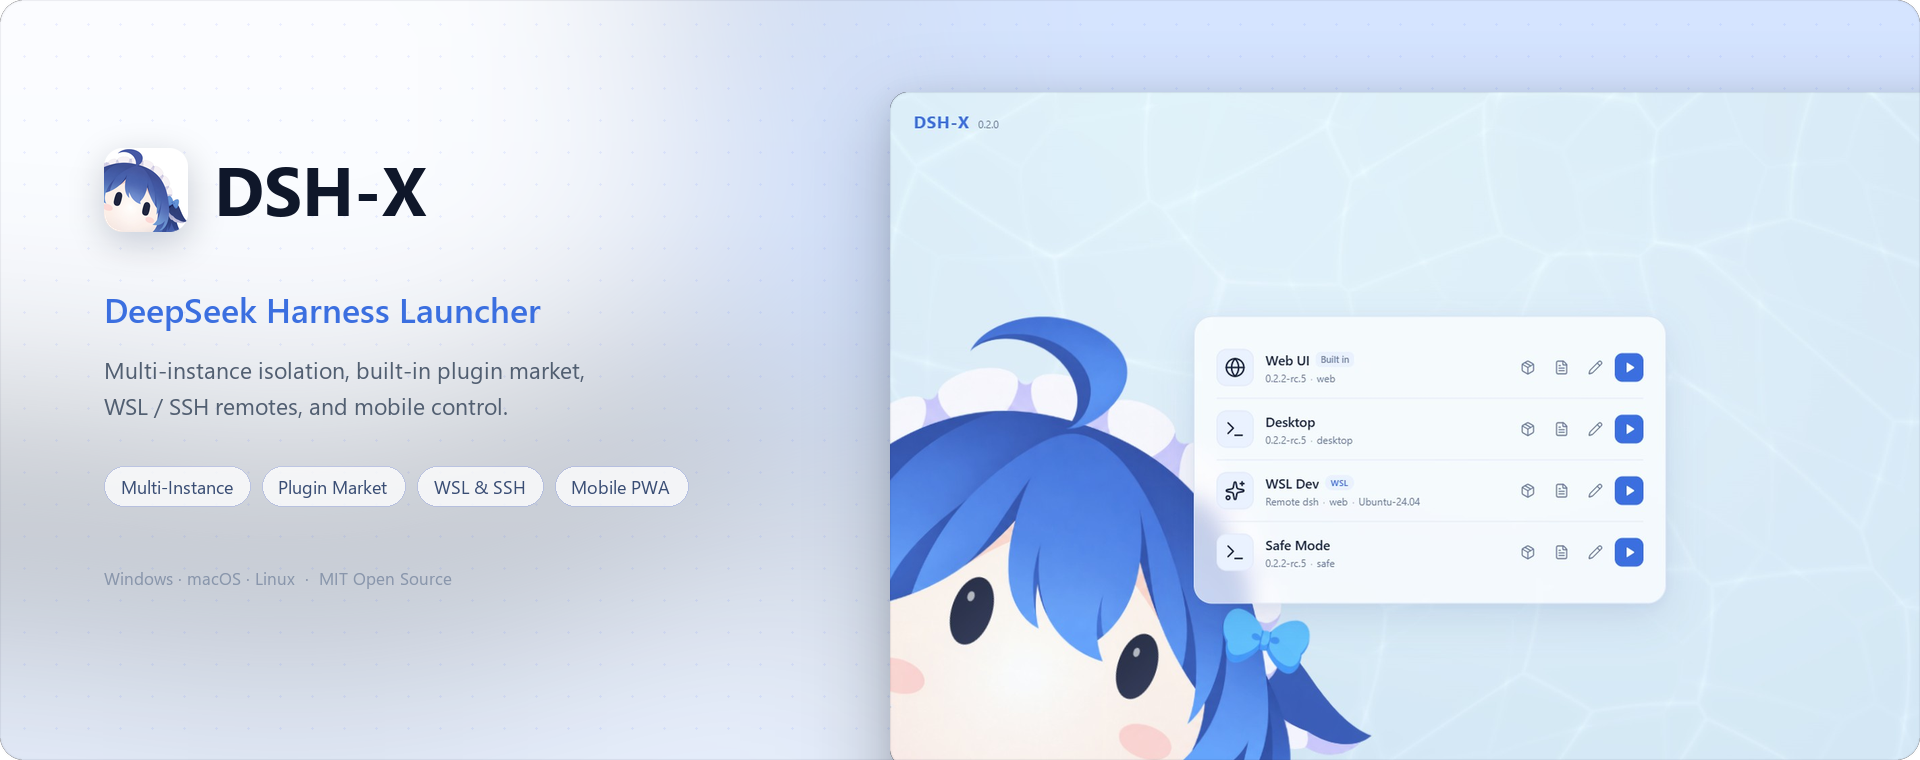 DSH-X
DeepSeek Harness Launcher
Multi-instance isolation, built-in plugin market,
WSL / SSH remotes, and mobile control.
Multi-Instance
Plugin Market
WSL & SSH
Mobile PWA
Windows · macOS · Linux · MIT Open Source
DSH-X 0.2.0
Web UI Built in
0.2.2-rc.5 · web
Desktop
0.2.2-rc.5 · desktop
WSL Dev WSL
Remote dsh · web · Ubuntu-24.04
Safe Mode
0.2.2-rc.5 · safe